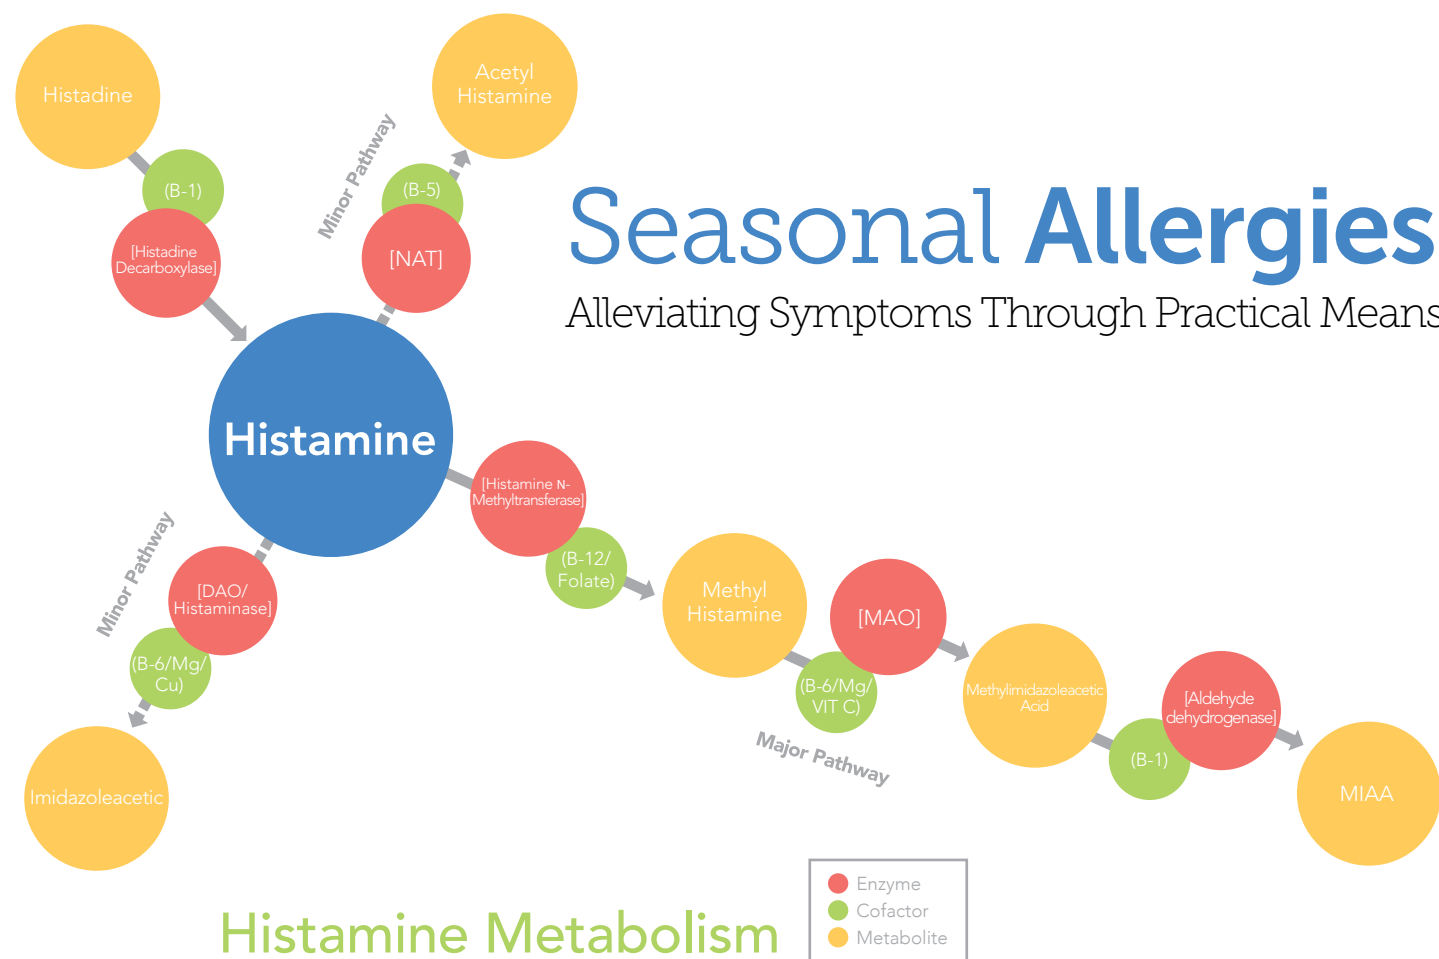 Histadine
(B-1)
[Histadine
Decarboxylase]
Acetyl
Histamine
Minor Pathway
(B-5)
[NAT]
Seasonal Allergies
Alleviating Symptoms Through Practical Means
Histamine
[Histamine N-
Methyltransferase]
(B-12/
Folate)
Minor Pathway
[DAO/
Histaminase]
(B-6/Mg/
Cu)
Imidazoleacetic
Methyl
Histamine
[MAO]
(B-6/Mg/
VIT C)
Major Pathway
Methylimidazoleacetic
Acid
[Aldehyde
dehydrogenase]
(B-1)
MIAA
Histamine Metabolism
Enzyme
Cofactor
Metabolite